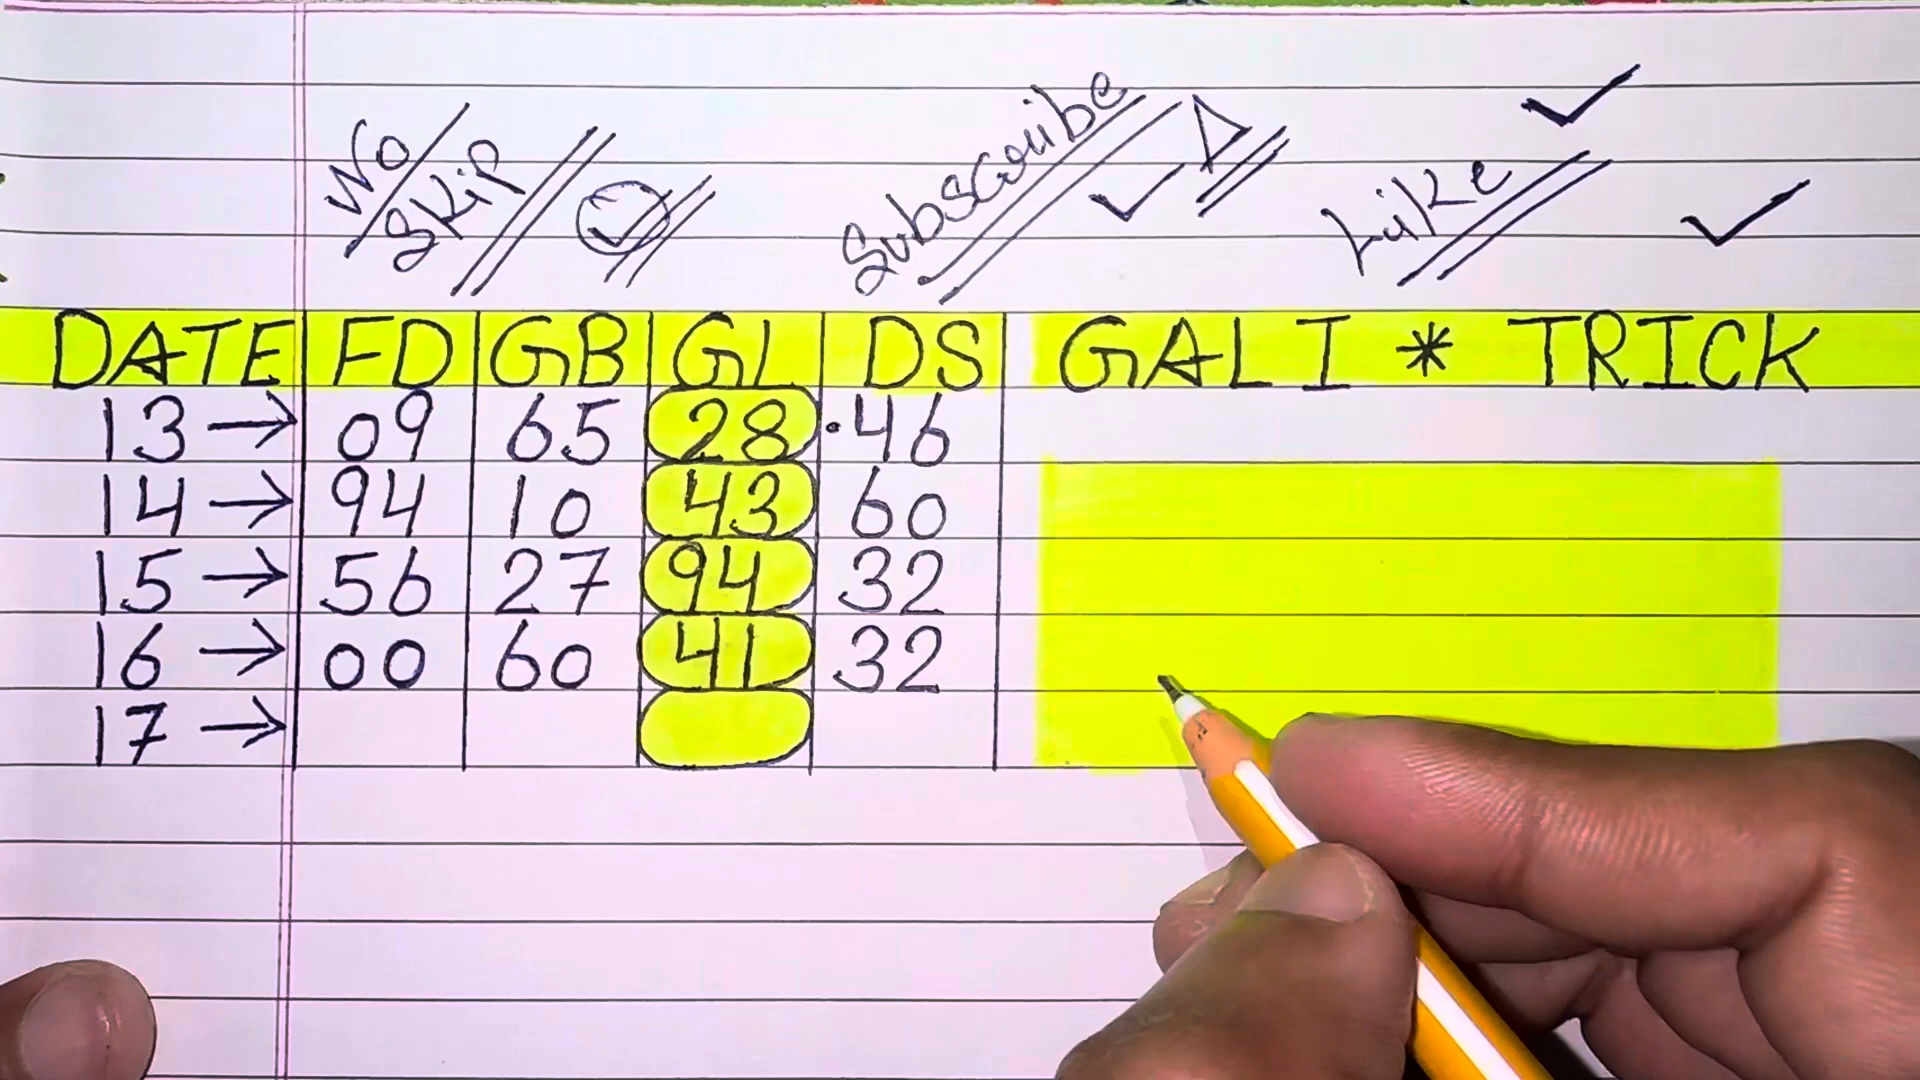 No
Skip
Subscribe
Like
DATE FD GB GL DS GALI * TRICK
13 → 09 65 28 .46
14 → 94 10 43 60
15 → 56 27 94 32
16 → 00 60 41 .32
17 →